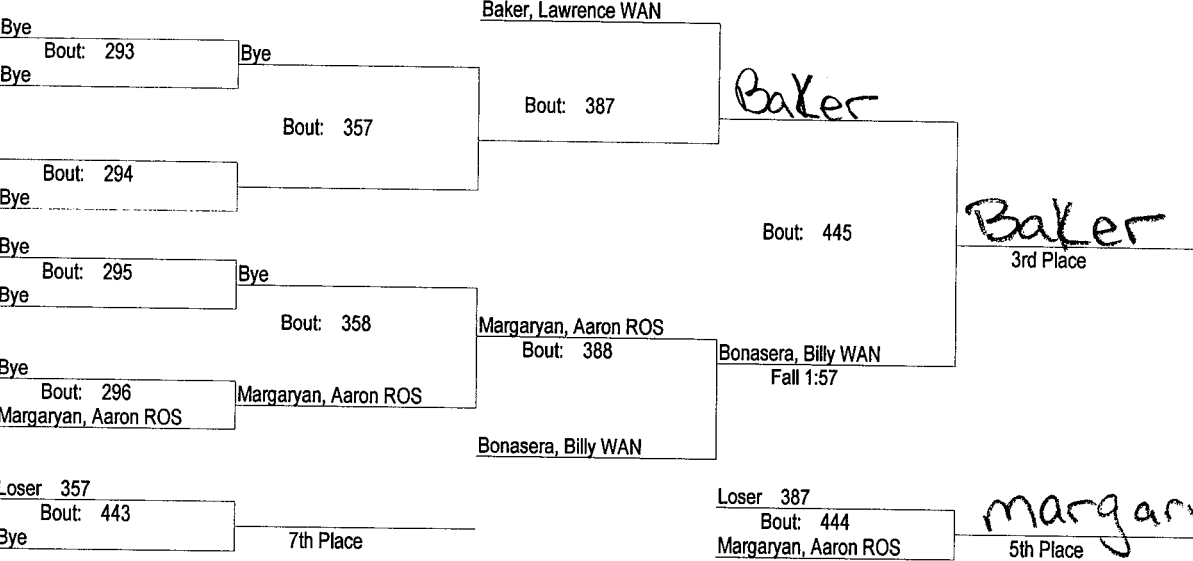 Baker, Lawrence WAN
Bye
Bout: 293
Bye
Bye
Bout: 387
Baker
Bout: 357
Bout: 294
Bye
Bout: 445
Baker
3rd Place
Bye
Bout: 295
Bye
Bye
Bout: 358
Margaryan, Aaron ROS
Bout: 388
Bonasera, Billy WAN
Fall 1:57
Bye
Bout: 296
Margaryan, Aaron ROS
Margaryan, Aaron ROS
Bonasera, Billy WAN
Loser 357
Bout: 443
Bye
7th Place
Loser 387
Bout: 444
Margaryan, Aaron ROS
5th Place